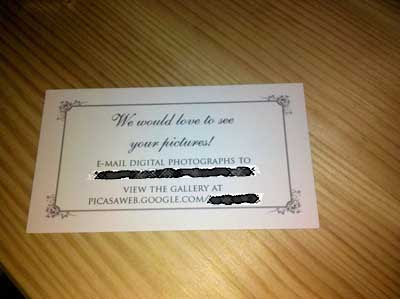 We would love to see
your pictures!
E-MAIL DIGITAL PHOTOGRAPHS TO
VIEW THE GALLERY AT
PICASAWEB.GOOGLE.COM/